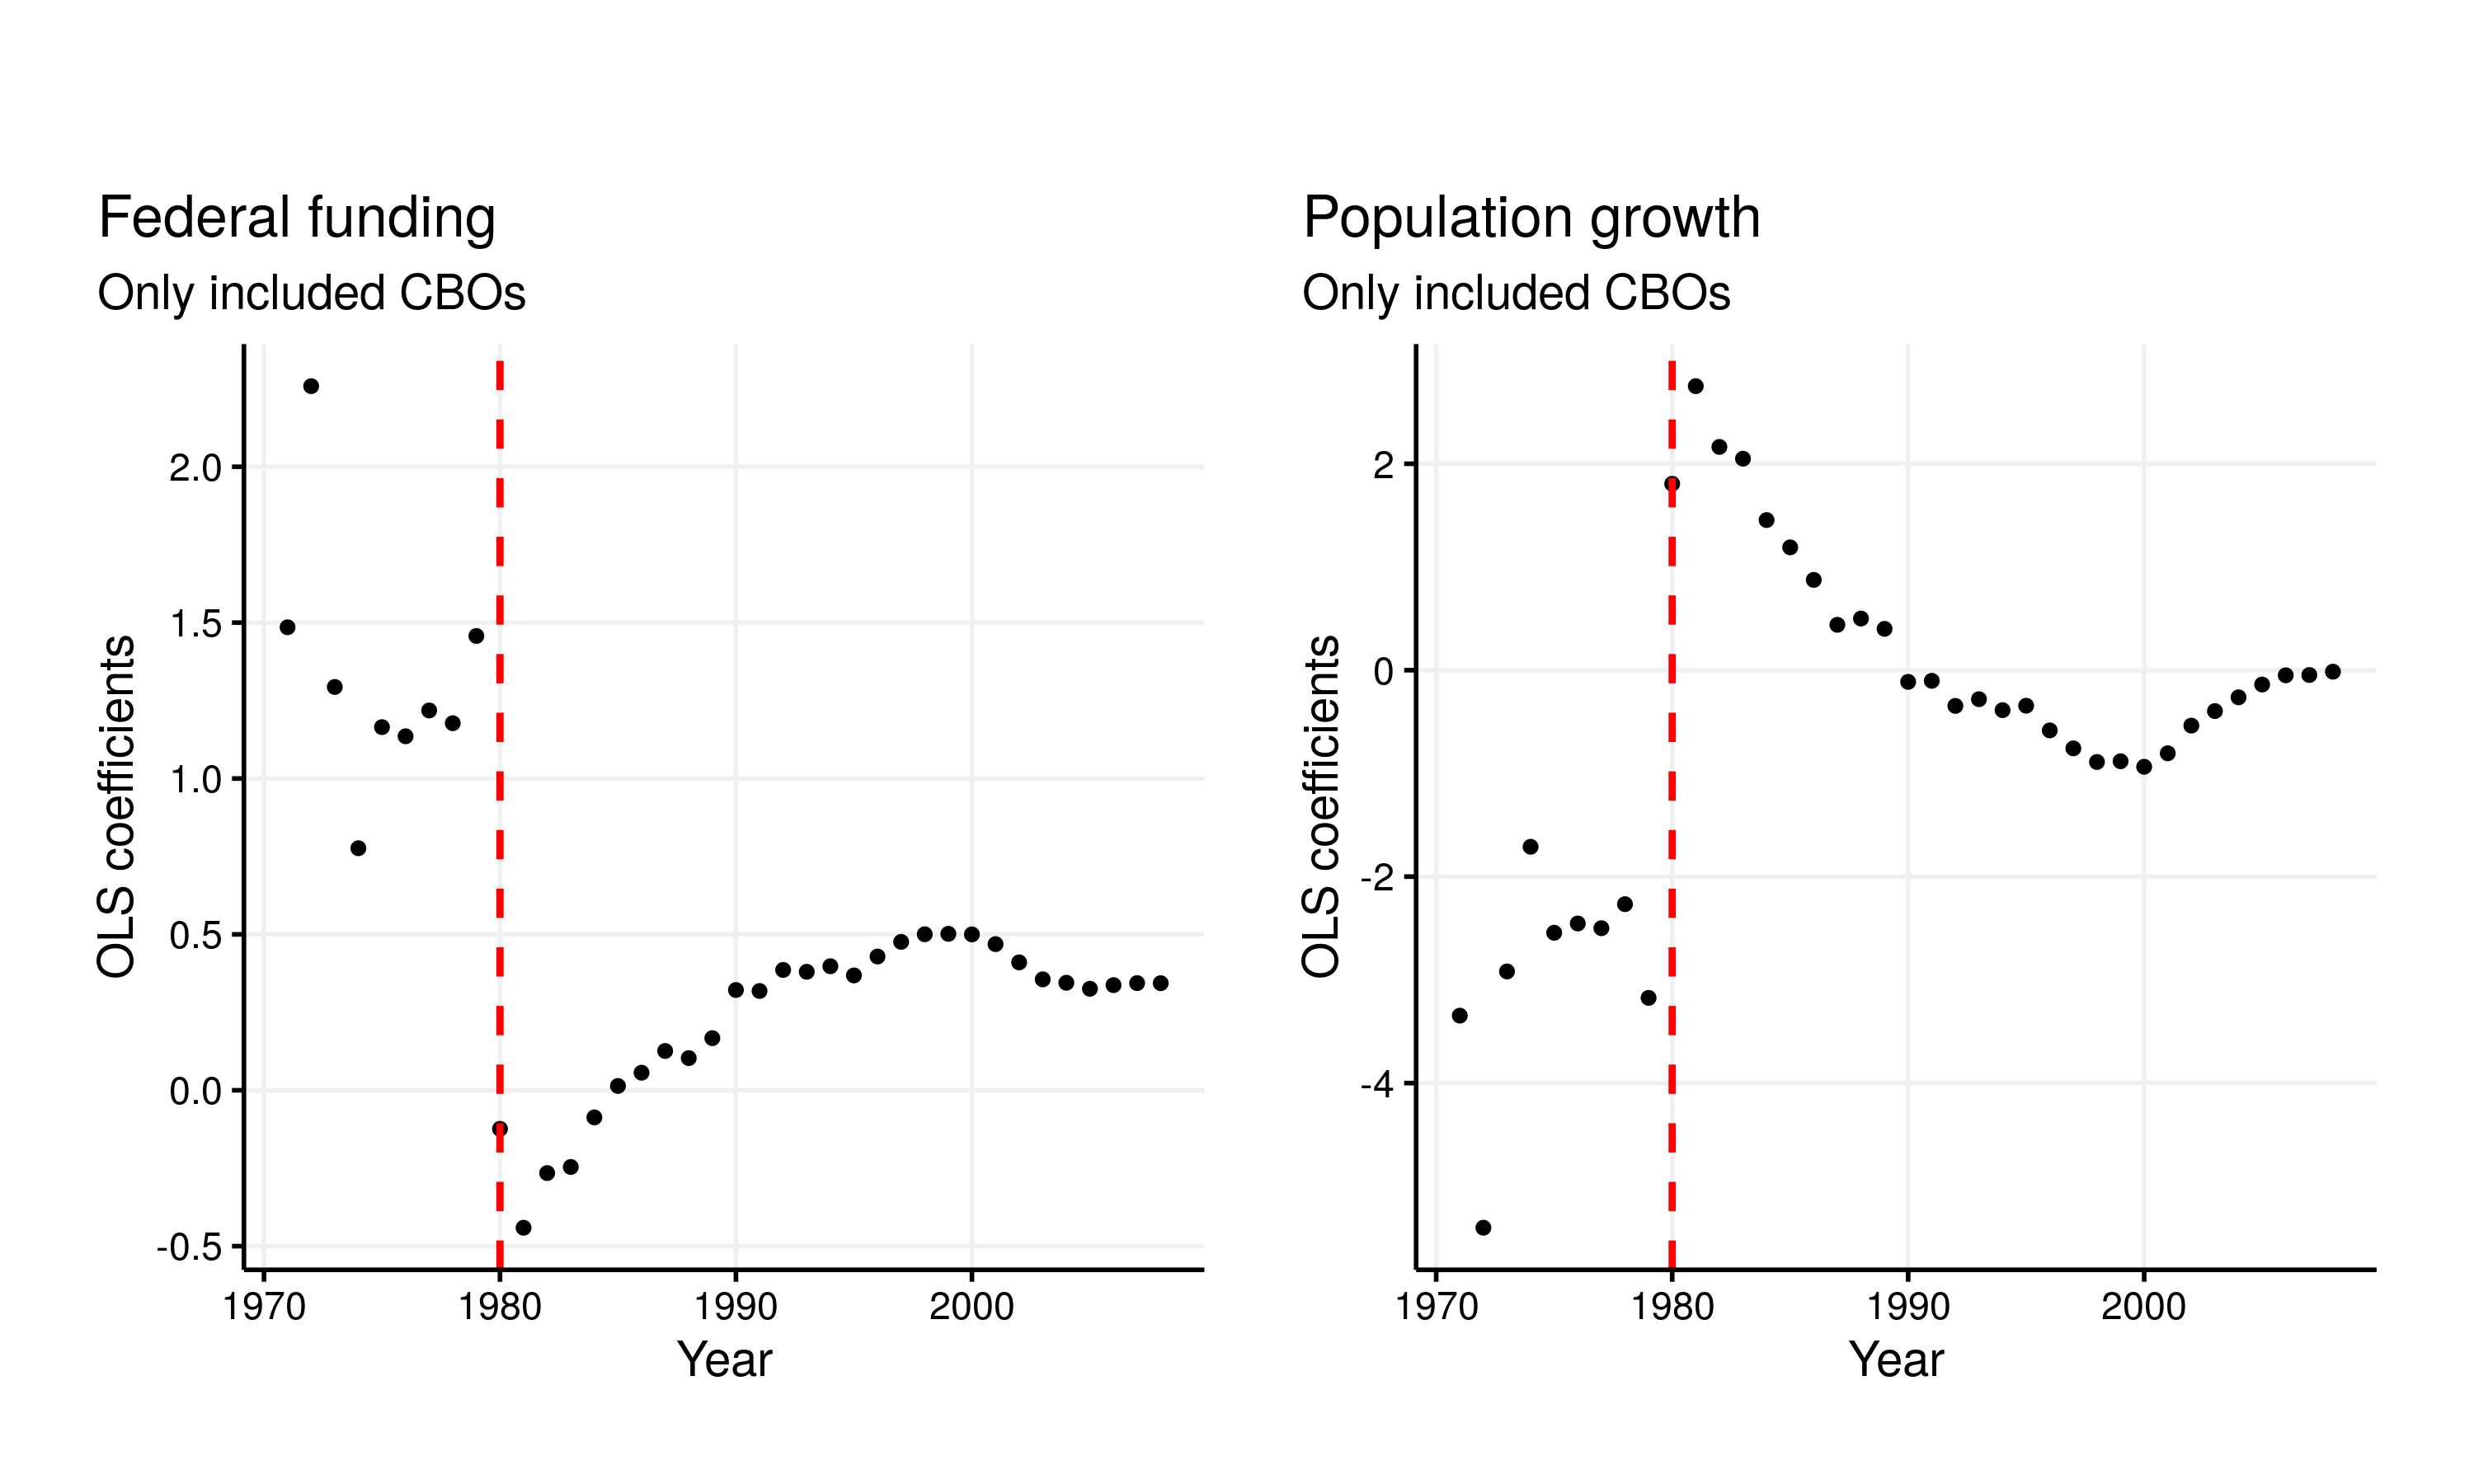 Federal funding
Only included CBOs
OLS coefficients
2.0
1.5
1.0
0.5
0.0
-0.5
1970 1980 1990 2000
Year
Population growth
Only included CBOs
OLS coefficients
2
0
-2
-4
1970 1980 1990 2000
Year